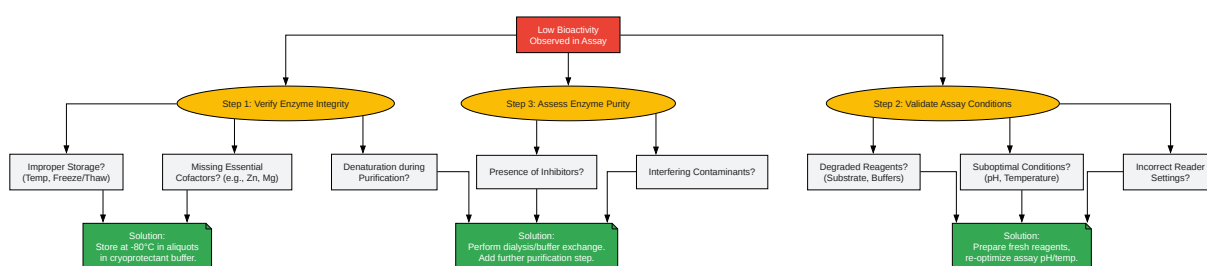 Low Bioactivity
Observed in Assay
Step 1: Verify Enzyme Integrity
Step 3: Assess Enzyme Purity
Step 2: Validate Assay Conditions
Improper Storage?
(Temp, Freeze/Thaw)
Missing Essential
Cofactors? (e.g., Zn, Mg)
Denaturation during
Purification?
Presence of Inhibitors?
Interfering Contaminants?
Degraded Reagents?
(Substrate, Buffers)
Suboptimal Conditions?
(pH, Temperature)
Incorrect Reader
Settings?
Solution:
Store at -80°C in aliquots
in cryoprotectant buffer.
Solution:
Perform dialysis/buffer exchange.
Add further purification step.
Solution:
Prepare fresh reagents,
re-optimize assay pH/temp.